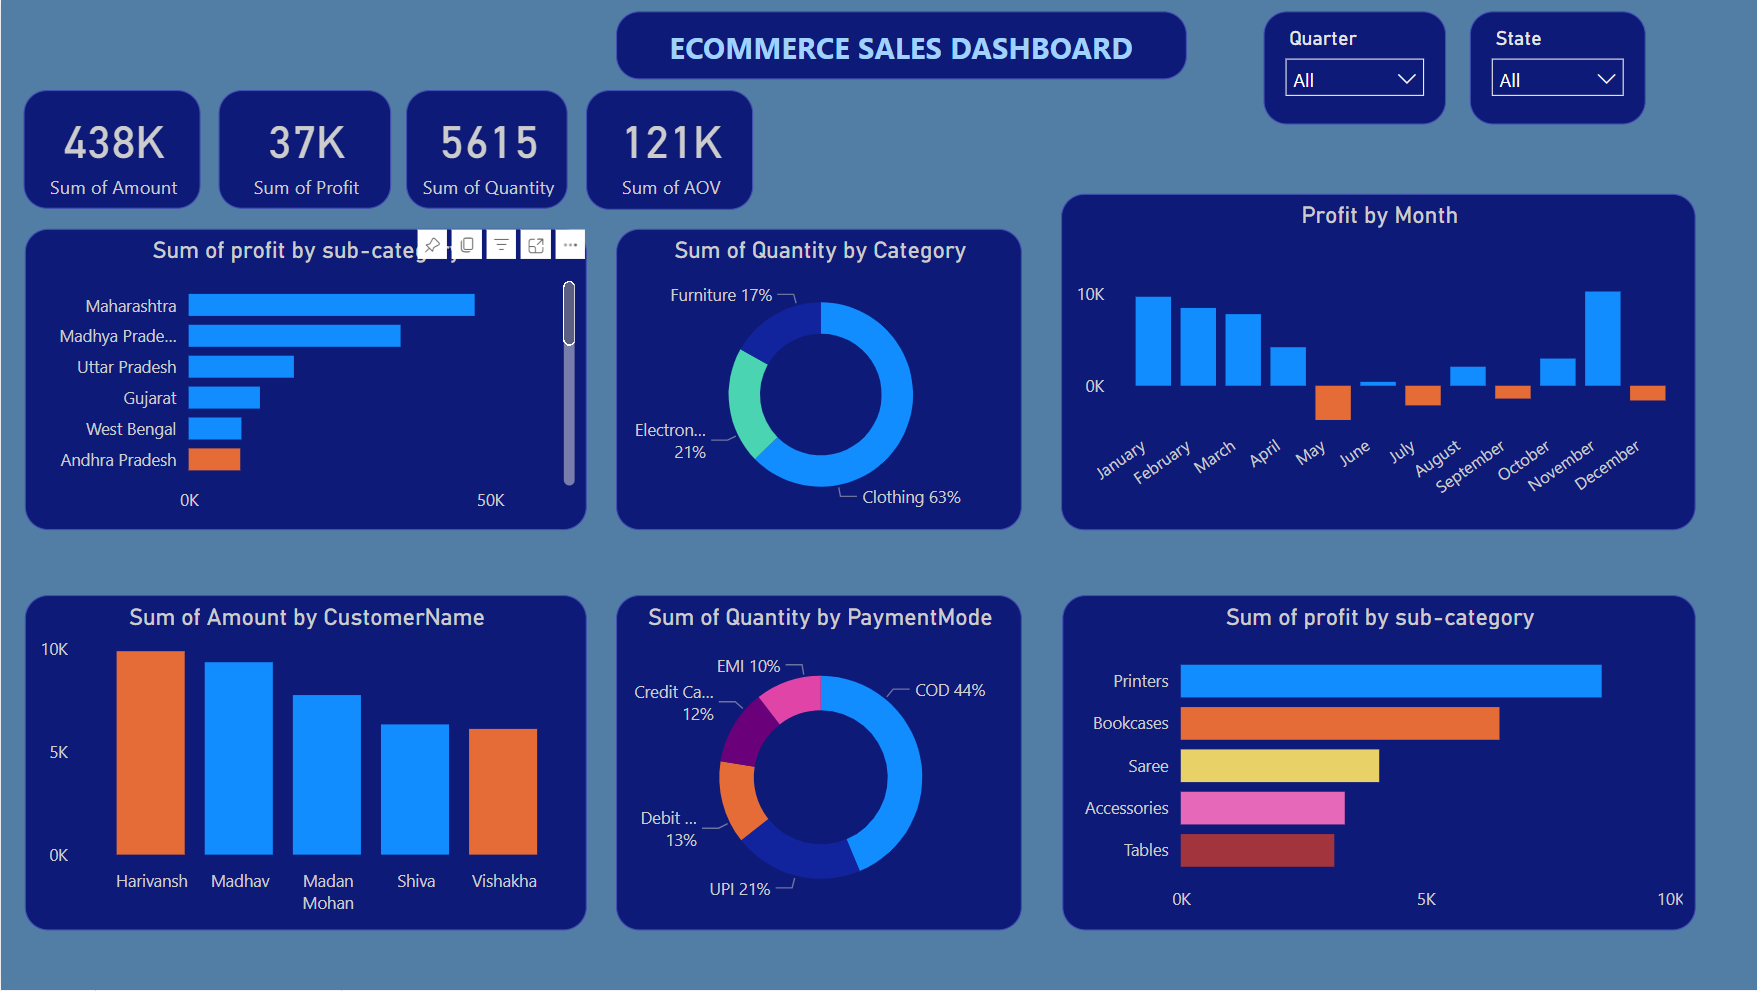 ECOMMERCE SALES DASHBOARD
Quarter
All
State
All
438K
Sum of Amount
37K
Sum of Profit
5615
Sum of Quantity
121K
Sum of AOV
Sum of profit by
Maharashtra
Madhya Prade...
Uttar Pradesh
Gujarat
West Bengal
Andhra Pradesh
0K
50K
Sum of Quantity by Category
Furniture 17%
Electron...
21%
Clothing 63%
Profit by Month
10K
0K
January
February
March
April
May
June
July
August
September
October
November
December
Sum of Amount by CustomerName
10K
5K
0K
Harivansh
Madhav
Madan
Mohan
Shiva
Vishakha
Sum of Quantity by PaymentMode
EMI 10%
Credit Ca...
12%
COD 44%
Debit ...
13%
UPI 21%
Sum of profit by sub-category
Printers
Bookcases
Saree
Accessories
Tables
0K
5K
10K